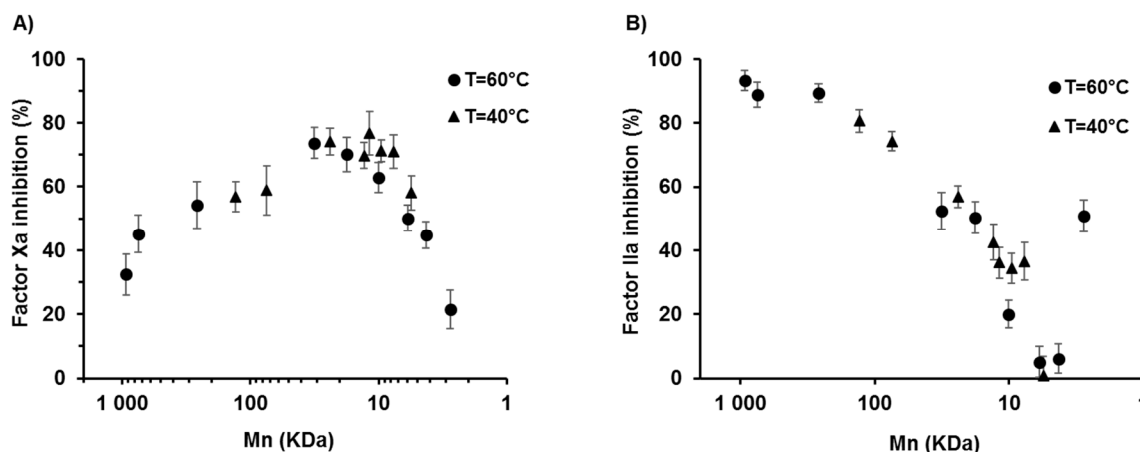 A)
Factor Xa inhibition (%)
100
80
60
40
20
0
1 000
100
10
1
Mn (KDa)
T=60°C
T=40°C
B)
Factor IIa inhibition (%)
100
80
60
40
20
0
1 000
100
10
1
Mn (KDa)
T=60°C
T=40°C